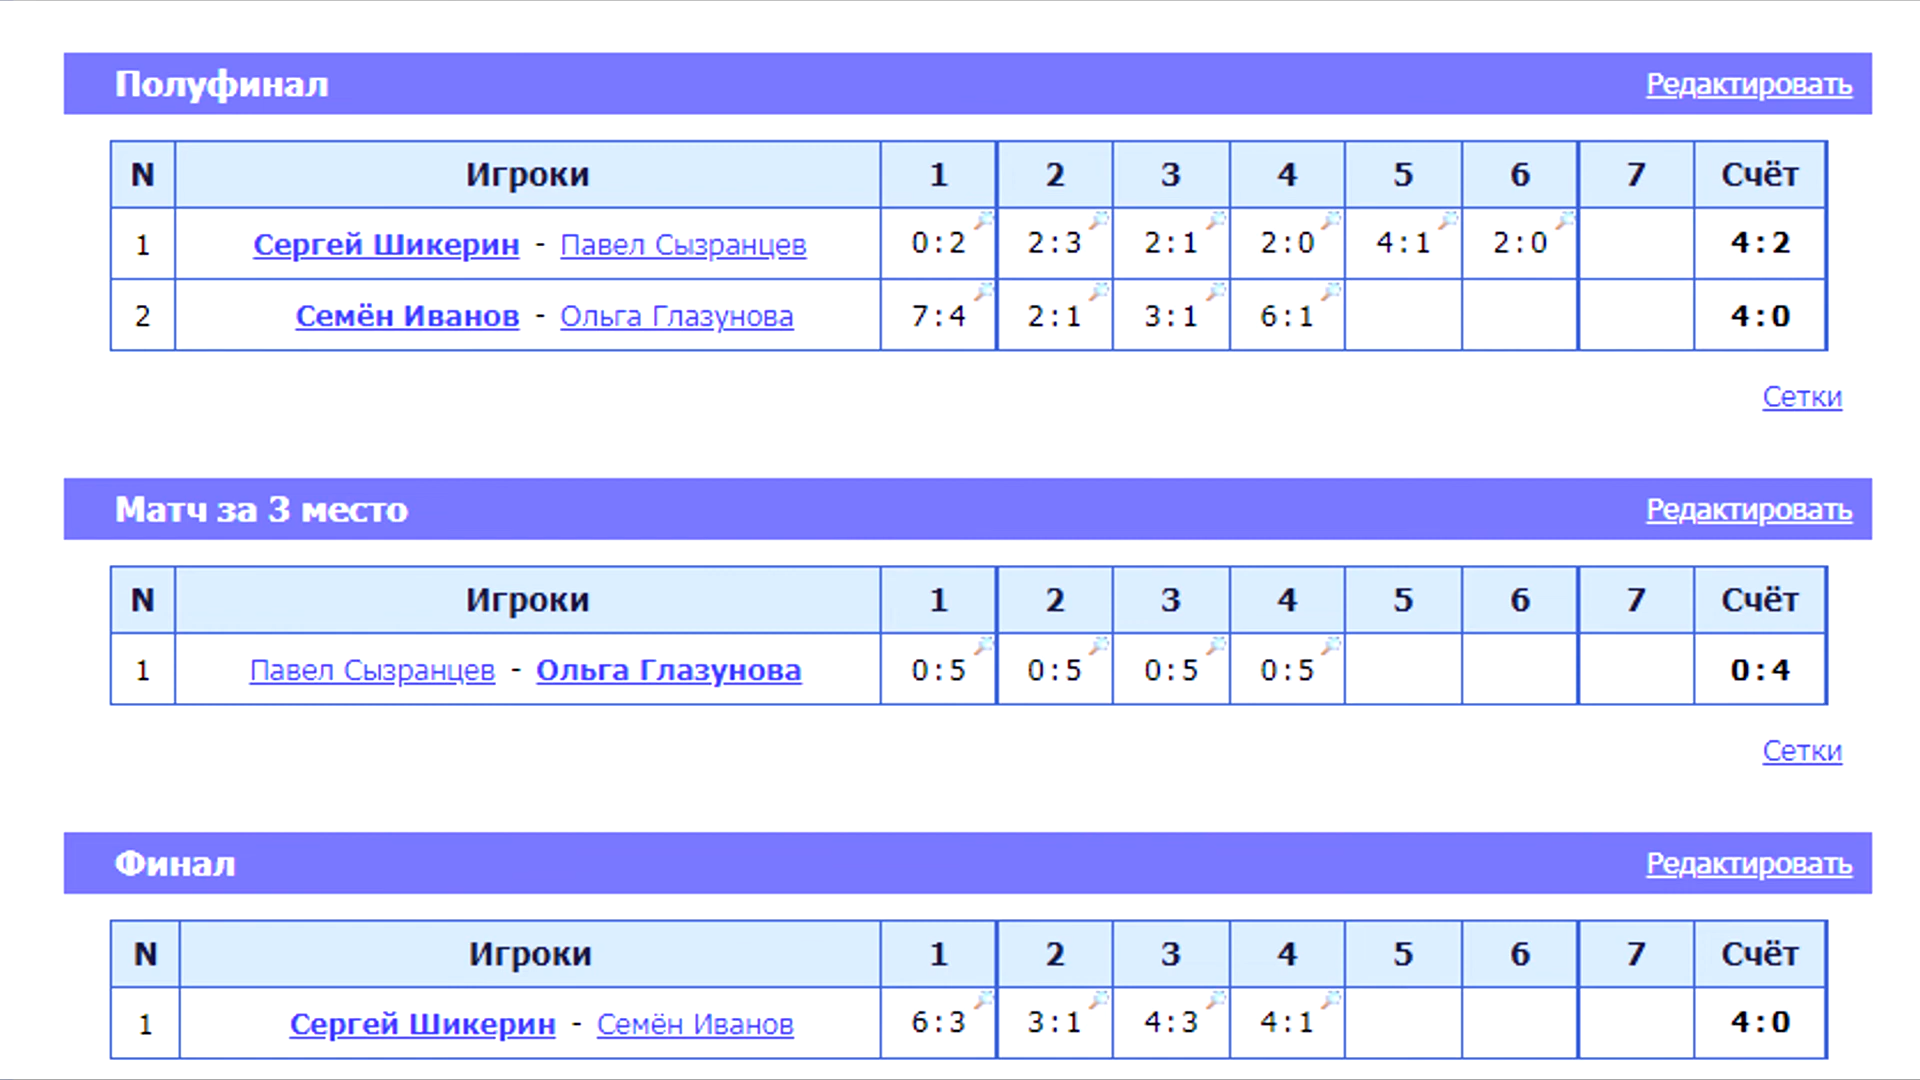 Полуфинал Редактировать
N Игроки 1 2 3 4 5 6 7 Счёт
1 Сергей Шикерин - Павел Сызранцев 0:2 2:3 2:1 2:0 4:1 2:0 4:2
2 Семён Иванов - Ольга Глазунова 7:4 2:1 3:1 6:1 4:0
Сетки
Матч за 3 место Редактировать
N Игроки 1 2 3 4 5 6 7 Счёт
1 Павел Сызранцев - Ольга Глазунова 0:5 0:5 0:5 0:5 0:4
Сетки
Финал Редактировать
N Игроки 1 2 3 4 5 6 7 Счёт
1 Сергей Шикерин - Семён Иванов 6:3 3:1 4:3 4:1 4:0